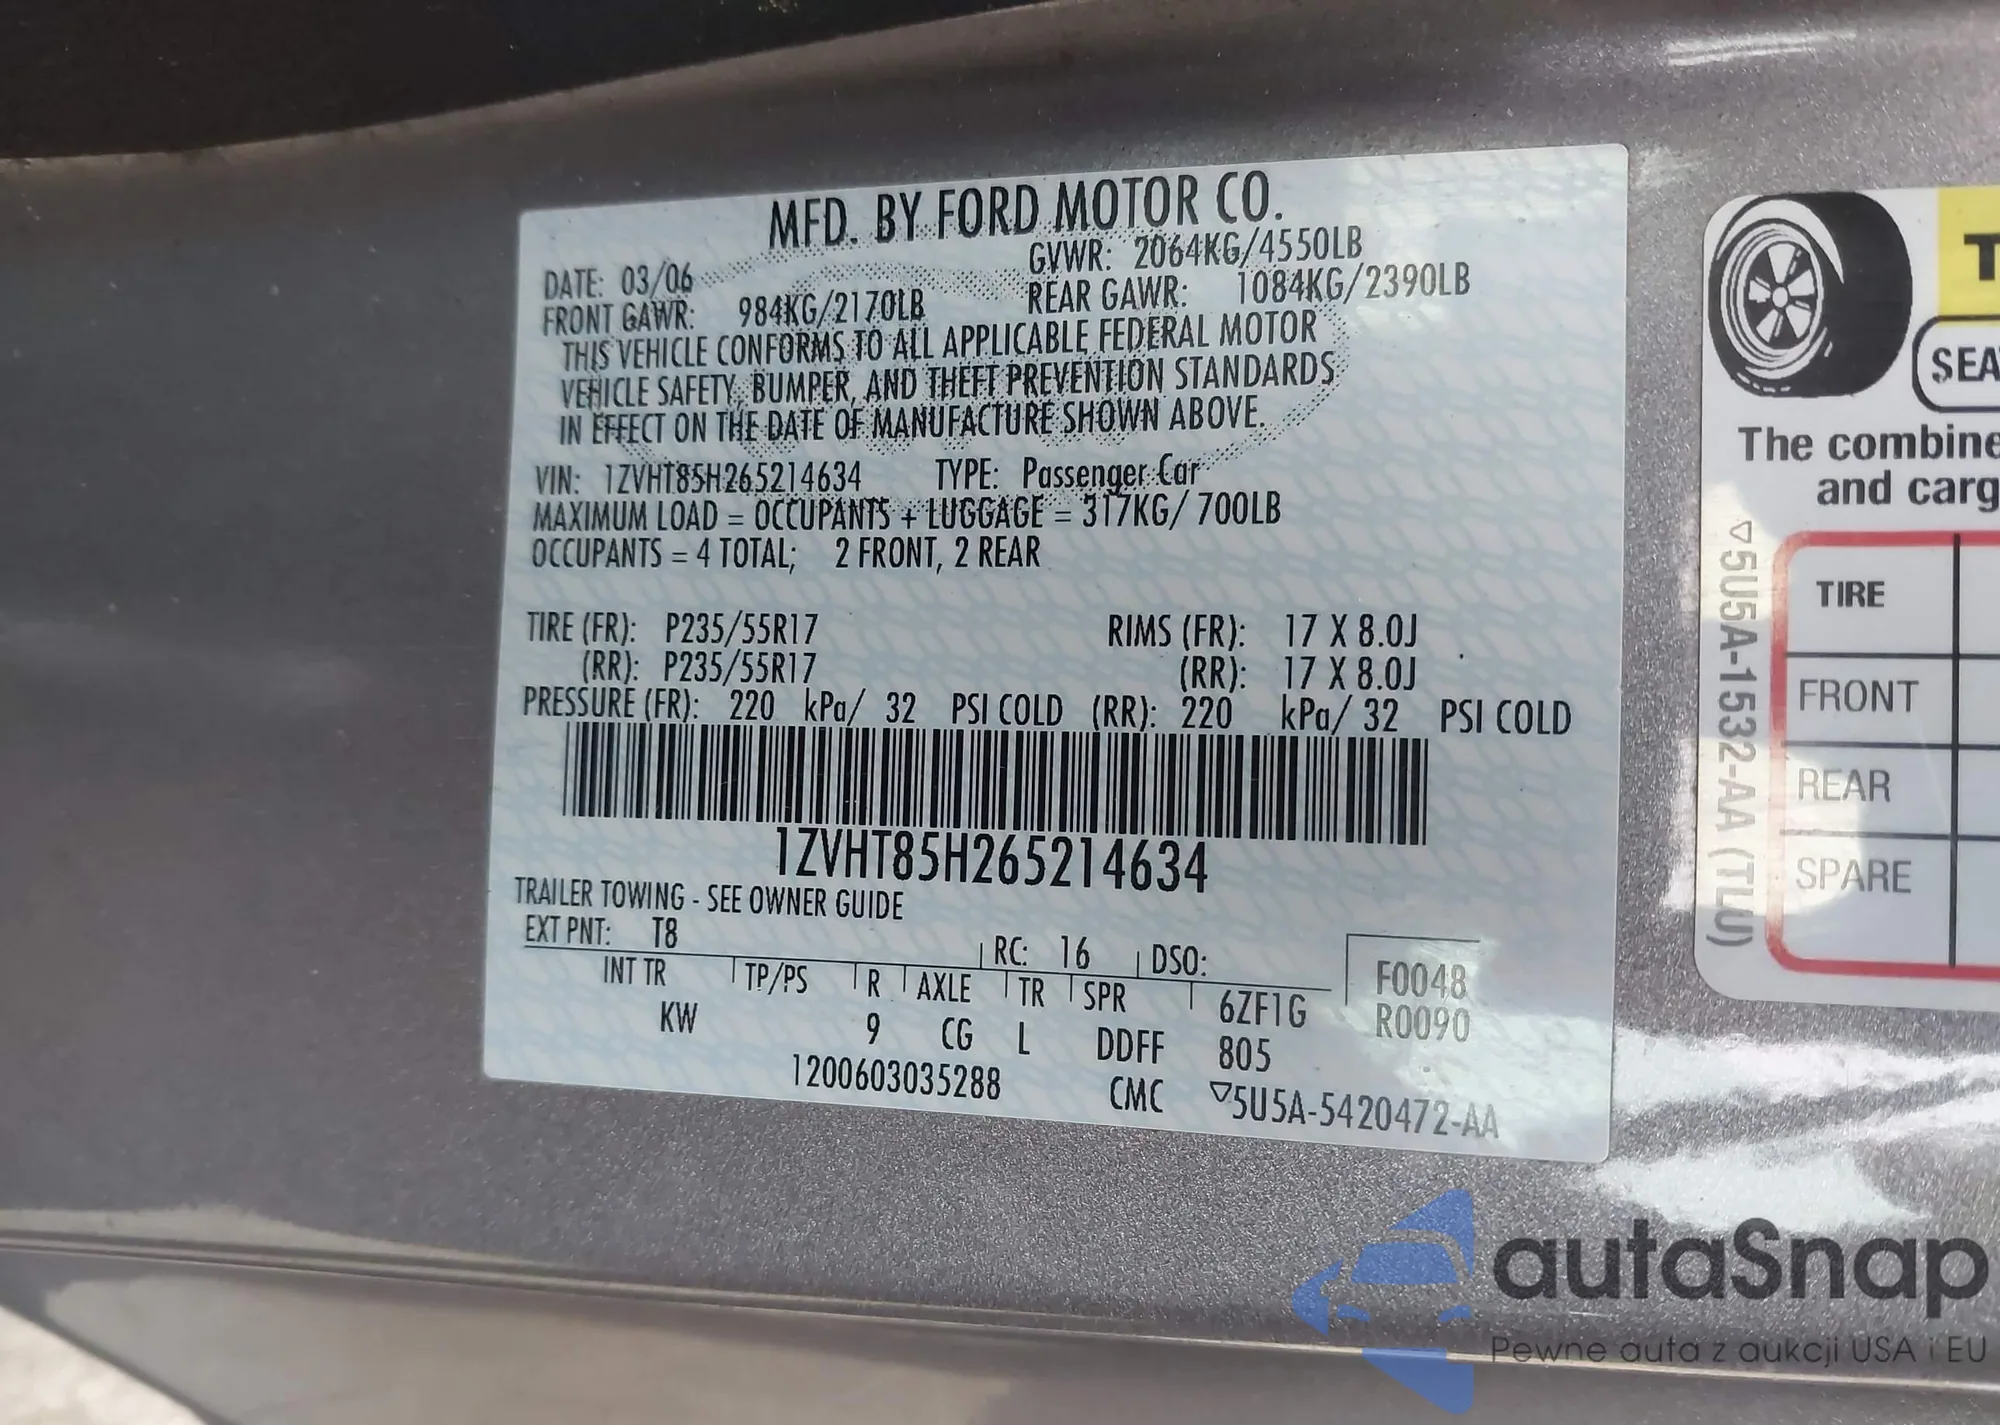 MFD. BY FORD MOTOR CO.
DATE: 03/06 GVWR: 2064KG/4550LB
FRONT GAWR: 984KG/2170LB REAR GAWR: 1084KG/2390LB
THIS VEHICLE CONFORMS TO ALL APPLICABLE FEDERAL MOTOR
VEHICLE SAFETY, BUMPER, AND THEFT PREVENTION STANDARDS
IN EFFECT ON THE DATE OF MANUFACTURE SHOWN ABOVE.
VIN: 1ZVHT85H265214634 TYPE: Passenger Car
MAXIMUM LOAD = OCCUPANTS + LUGGAGE = 317KG/ 700LB
OCCUPANTS = 4 TOTAL; 2 FRONT, 2 REAR
TIRE (FR): P235/55R17 RIMS (FR): 17 X 8.0J
(RR): P235/55R17 (RR): 17 X 8.0J
PRESSURE (FR): 220 kPa/ 32 PSI COLD (RR): 220 kPa/ 32 PSI COLD
1ZVHT85H265214634
TRAILER TOWING - SEE OWNER GUIDE
EXT PNT: T8 RC: 16 DSO:
INT TR TP/PS R AXLE TR SPR 6ZF1G
KW 9 CG L DDFF 805
F0048
R0090
1200603035288 CMC ▽5U5A-5420472-AA
T
SEA
The combine
and carg
TIRE
FRONT
REAR
SPARE
▽5U5A-1532-AA (TLU)
autaSnap
Pewne auta z aukcji USA i EU